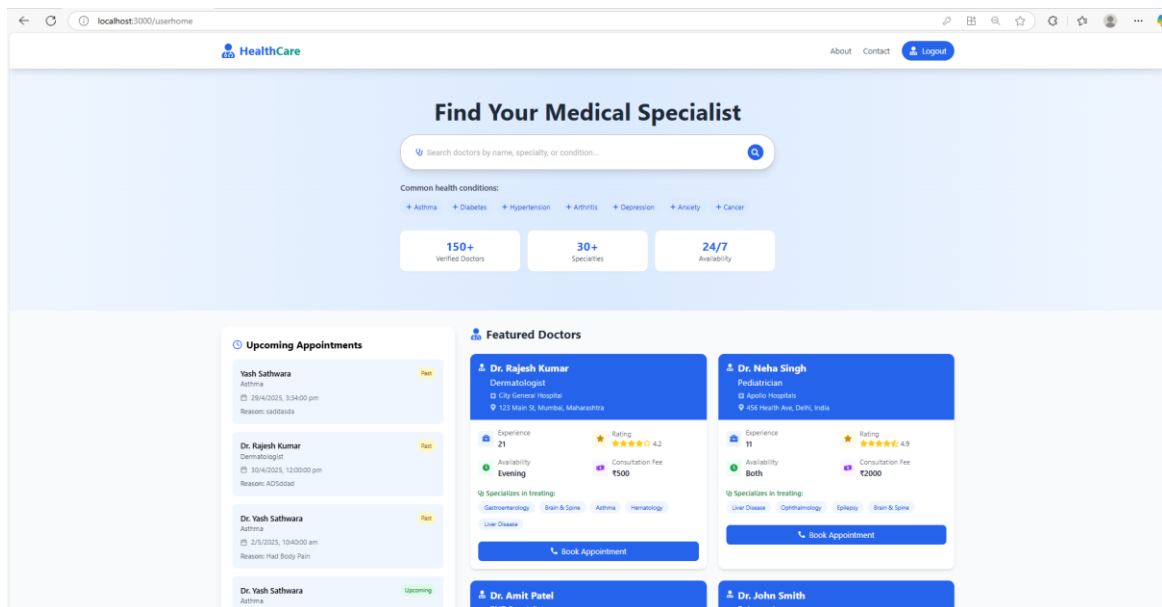 localhost:3000/userhome
HealthCare
About Contact Logout
Find Your Medical Specialist
Search doctors by name, specialty, or condition...
Common health conditions:
+ Asthma + Diabetes + Hypertension + Arthritis + Depression + Anxiety + Cancer
150+
Verified Doctors
30+
Specialties
24/7
Availability
Upcoming Appointments
Yash Sathwara Past
Asthma
29/4/2025, 3:34:00 pm
Reason: saddasda
Dr. Rajesh Kumar Past
Dermatologist
30/4/2025, 12:00:00 pm
Reason: ADSddad
Dr. Yash Sathwara Past
Asthma
2/5/2025, 10:40:00 am
Reason: Had Body Pain
Dr. Yash Sathwara Upcoming
Asthma
Featured Doctors
Dr. Rajesh Kumar
Dermatologist
City General Hospital
123 Main St, Mumbai, Maharashtra
Experience
21
Rating
4.2
Availability
Evening
Consultation Fee
₹500
Specializes in treating:
Gastroenterology Brain & Spine Asthma Hematology
Liver Disease
Book Appointment
Dr. Neha Singh
Pediatrician
Apollo Hospitals
456 Health Ave, Delhi, India
Experience
11
Rating
4.9
Availability
Both
Consultation Fee
₹2000
Specializes in treating:
Liver Disease Ophthalmology Epilepsy Brain & Spine
Book Appointment
Dr. Amit Patel
Dr. John Smith